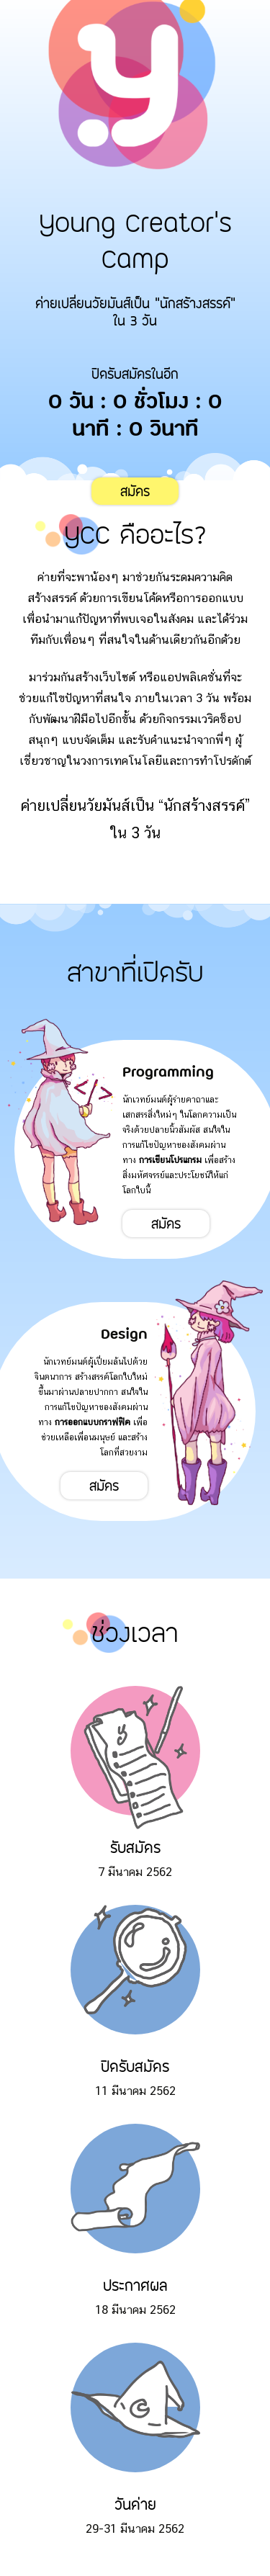 y
Young Creator's
Camp
ค่ายเปลี่ยนวัยมันส์เป็น "นักสร้างสรรค์"
ใน 3 วัน
ปิดรับสมัครในอีก
0 วัน : 0 ชั่วโมง : 0
นาที : 0 วินาที
สมัคร
YCC คืออะไร?
ค่ายที่จะพาน้องๆ มาช่วยกันระดมความคิด
สร้างสรรค์ ด้วยการเขียนโค้ดหรือการออกแบบ
เพื่อนำมาแก้ปัญหาที่พบเจอในสังคม และได้ร่วม
ทีมกับเพื่อนๆ ที่สนใจในด้านเดียวกันอีกด้วย
มาร่วมกันสร้างเว็บไซต์ หรือแอปพลิเคชั่นที่จะ
ช่วยแก้ไขปัญหาที่สนใจ ภายในเวลา 3 วัน พร้อม
กับพัฒนาฝีมือไปอีกขั้น ด้วยกิจกรรมเวิร์คช็อป
สนุกๆ แบบจัดเต็ม และรับคำแนะนำจากพี่ๆ ผู้
เชี่ยวชาญในวงการเทคโนโลยีและการทำโปรดักต์
ค่ายเปลี่ยนวัยมันส์เป็น “นักสร้างสรรค์”
ใน 3 วัน
สาขาที่เปิดรับ
</>
Programming
นักเวทย์มนต์ผู้ร่ายคาถาและ
เสกสรรสิ่งใหม่ๆ ในโลกความเป็น
จริงด้วยปลายนิ้วสัมผัส สนใจใน
การแก้ไขปัญหาของสังคมผ่าน
ทาง การเขียนโปรแกรม เพื่อสร้าง
สิ่งมหัศจรรย์และประโยชน์ให้แก่
โลกใบนี้
สมัคร
Design
นักเวทย์มนต์ผู้เปี่ยมล้นไปด้วย
จินตนาการ สร้างสรรค์โลกใบใหม่
ขึ้นมาผ่านปลายปากกา สนใจใน
การแก้ไขปัญหาของสังคมผ่าน
ทาง การออกแบบกราฟฟิค เพื่อ
ช่วยเหลือเพื่อนมนุษย์ และสร้าง
โลกที่สวยงาม
สมัคร
ช่วงเวลา
รับสมัคร
7 มีนาคม 2562
ปิดรับสมัคร
11 มีนาคม 2562
ประกาศผล
18 มีนาคม 2562
วันค่าย
29-31 มีนาคม 2562